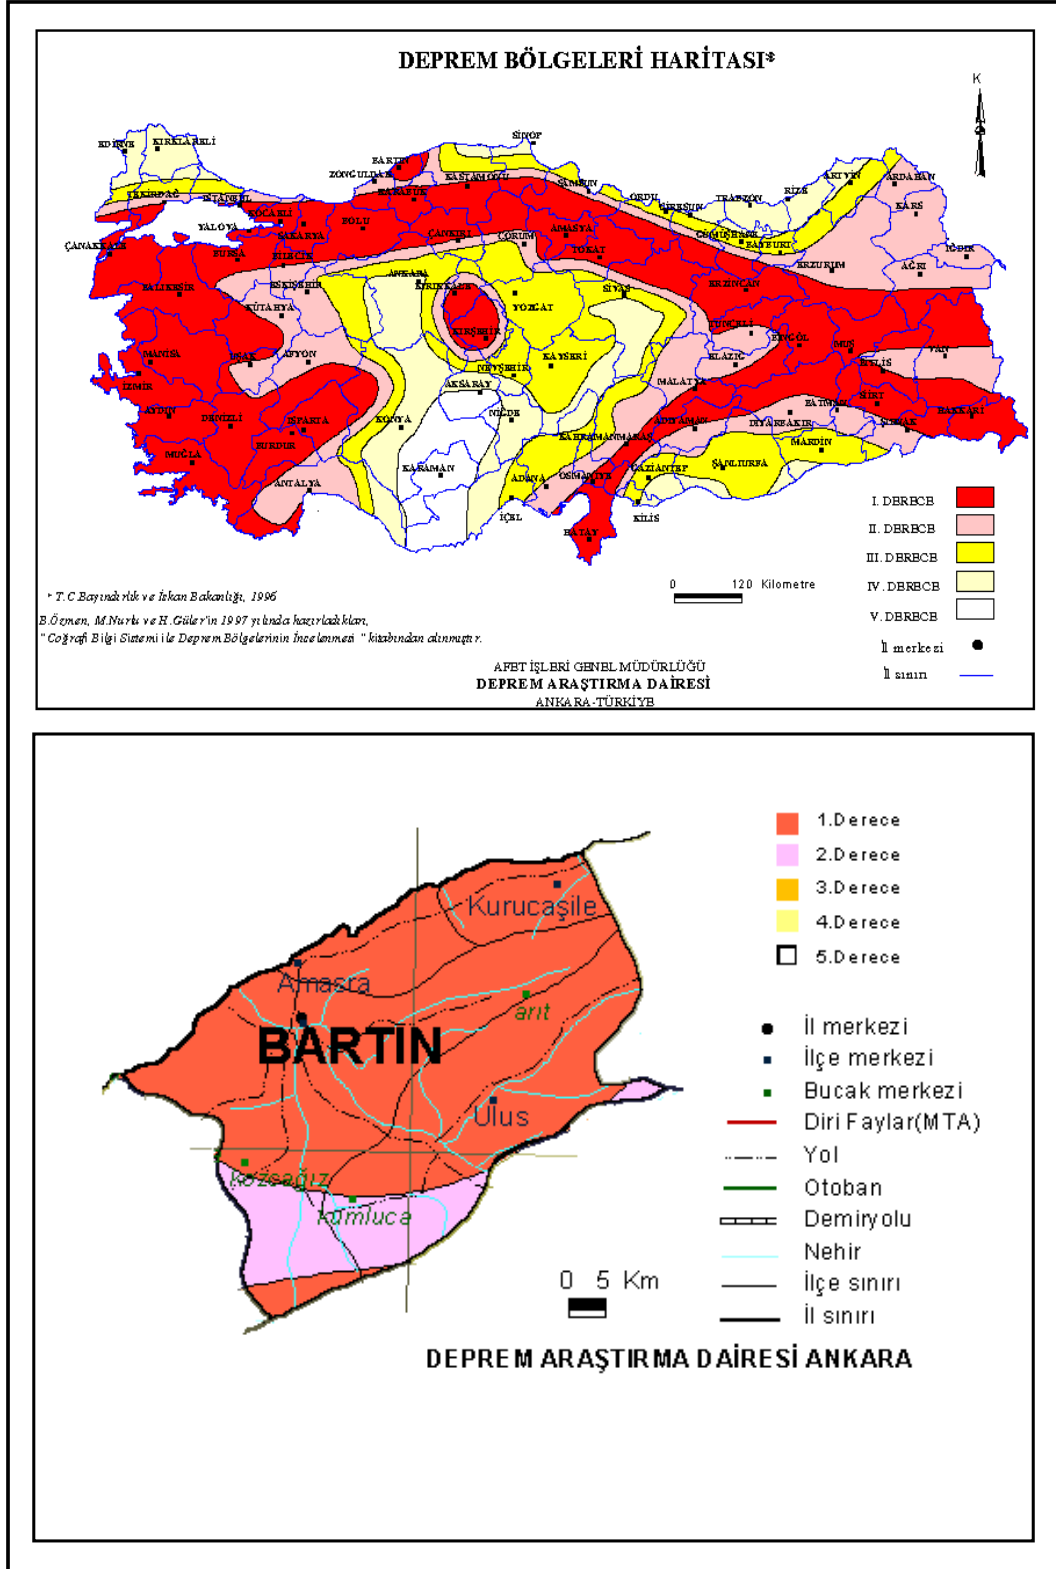 DEPREM BÖLGELERİ HARİTASI*
K
SİNOP
EDİRNE
KIRKLARELİ
BARTIN
ZONGULDAK
KARABÜK
KASTAMONU
SAMSUN
ORDU
GİRESUN
TRABZON
RİZE
ARTVİN
ARDAHAN
TEKİRDAĞ
İSTANBUL
KOCAELİ
YALOVA
SAKARYA
BOLU
ÇANKIRI
ÇORUM
AMASYA
TOKAT
GÜMÜŞHANE
BAYBURT
KARS
IĞDIR
ÇANAKKALE
BURSA
BİLECİK
ANKARA
ERZURUM
AĞRI
BALIKESİR
ESKİŞEHİR
KIRIKKALE
YOZGAT
SİVAS
ERZİNCAN
KÜTAHYA
KIRŞEHİR
TUNCELİ
BİNGÖL
MUŞ
VAN
MANİSA
UŞAK
AFYON
NEVŞEHİR
KAYSERİ
ELAZIĞ
BİTLİS
İZMİR
AKSARAY
MALATYA
SİİRT
AYDIN
DENİZLİ
ISPARTA
KONYA
NİĞDE
ADIYAMAN
DİYARBAKIR
BATMAN
ŞIRNAK
HAKKARİ
BURDUR
KAHRAMANMARAŞ
MARDİN
MUĞLA
ANTALYA
KARAMAN
ADANA
OSMANİYE
GAZİANTEP
ŞANLIURFA
İÇEL
KİLİS
HATAY
I. DERECE
II. DERECE
III. DERECE
IV. DERECE
V. DERECE
İl merkezi
İl sınırı
0 120 Kilometre
* T.C.Bayındırlık ve İskan Bakanlığı, 1996
B.Özmen, M.Nurlu ve H.Güler'in 1997 yılında hazırladıkları,
"Coğrafi Bilgi Sistemi ile Deprem Bölgelerinin İncelenmesi" kitabından alınmıştır.
AFET İŞLERİ GENEL MÜDÜRLÜĞÜ
DEPREM ARAŞTIRMA DAİRESİ
ANKARA-TÜRKİYE
1.Derece
2.Derece
3.Derece
4.Derece
5.Derece
Kurucaşile
Amasra
arıt
BARTIN
Ulus
kozcağız
kumluca
İl merkezi
İlçe merkezi
Bucak merkezi
Diri Faylar(MTA)
Yol
Otoban
Demiryolu
Nehir
İlçe sınırı
İl sınırı
0 5 Km
DEPREM ARAŞTIRMA DAİRESİ ANKARA